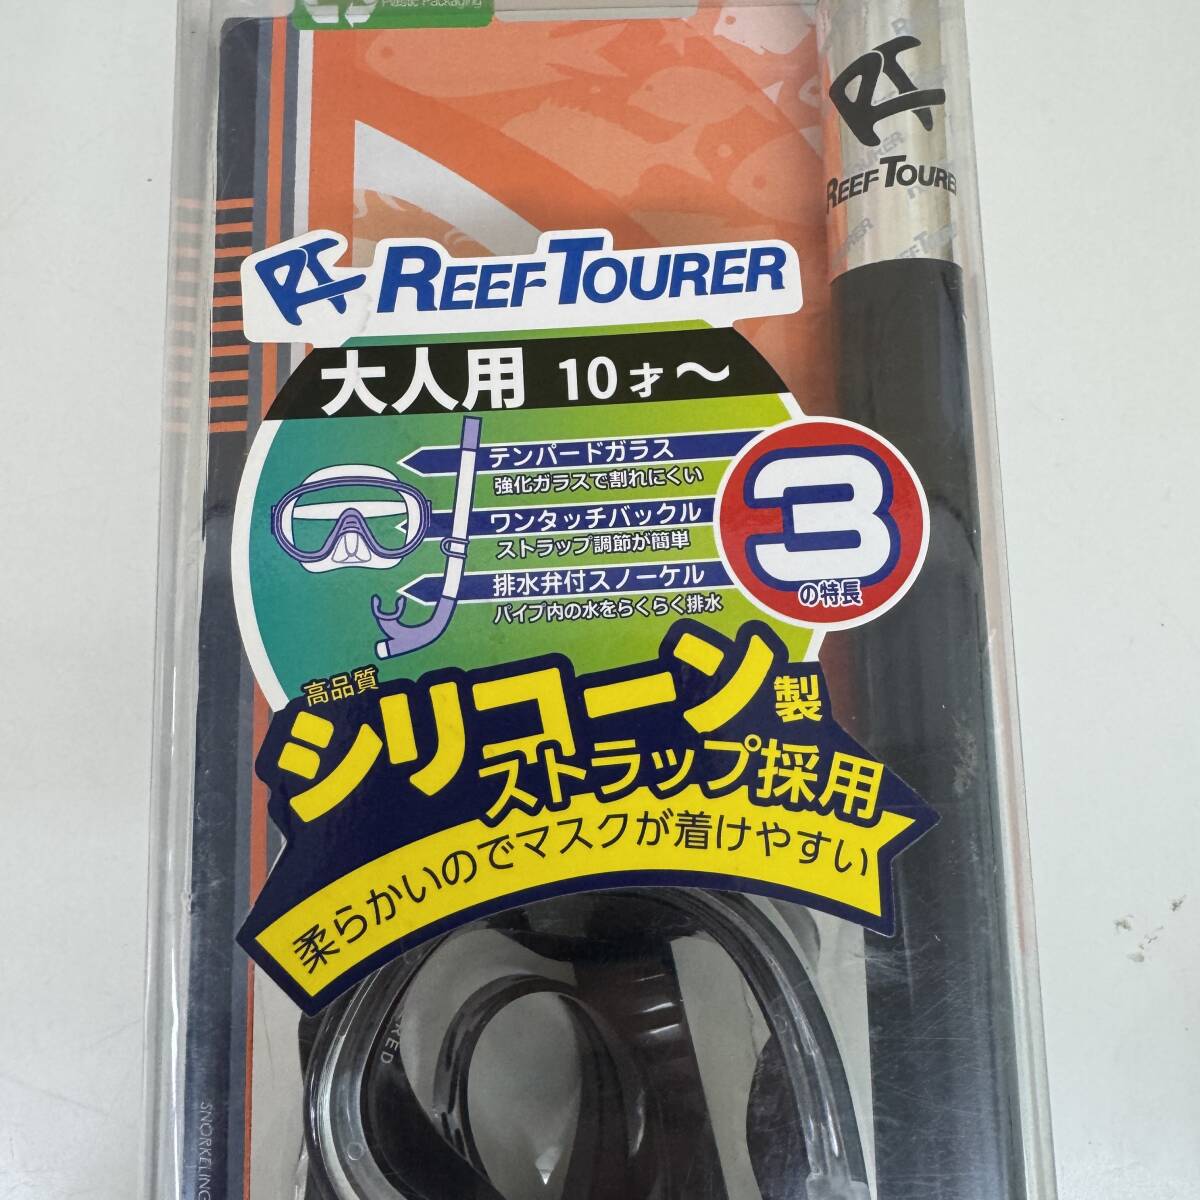 Plastic Packaging
RT
REEF TOURER
RT REEF TOURER
大人用 10才～
テンパードガラス
強化ガラスで割れにくい
ワンタッチバックル
ストラップ調節が簡単
排水弁付スノーケル
パイプ内の水をらくらく排水
3
の特長
高品質
シリコーン製
ストラップ採用
柔らかいのでマスクが着けやすい
SNORKELING